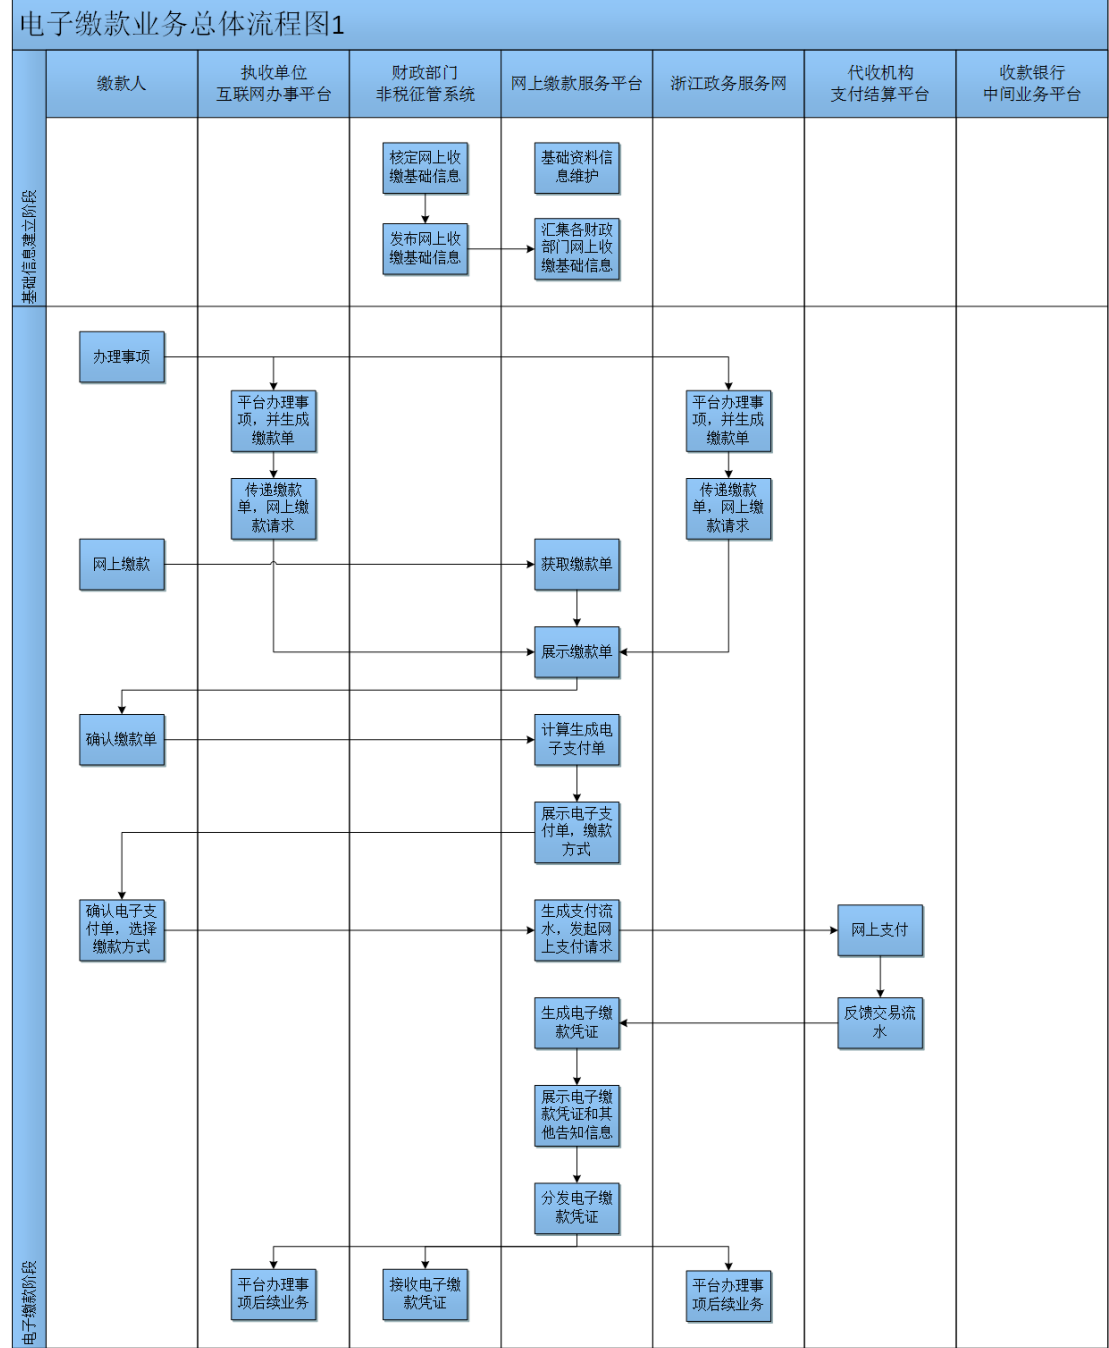 电子缴款业务总体流程图1
缴款人
执收单位
互联网办事平台
财政部门
非税征管系统
网上缴款服务平台
浙江政务服务网
代收机构
支付结算平台
收款银行
中间业务平台
基础信息建立阶段
核定网上收
缴基础信息
基础资料信
息维护
发布网上收
缴基础信息
汇集各财政
部门网上收
缴基础信息
电子缴款阶段
办理事项
平台办理事
项，并生成
缴款单
平台办理事
项，并生成
缴款单
传递缴款
单，网上缴
款请求
传递缴款
单，网上缴
款请求
网上缴款
获取缴款单
展示缴款单
确认缴款单
计算生成电
子支付单
展示电子支
付单，缴款
方式
确认电子支
付单，选择
缴款方式
生成支付流
水，发起网
上支付请求
网上支付
生成电子缴
款凭证
反馈交易流
水
展示电子缴
款凭证和其
他告知信息
分发电子缴
款凭证
平台办理事
项后续业务
接收电子缴
款凭证
平台办理事
项后续业务